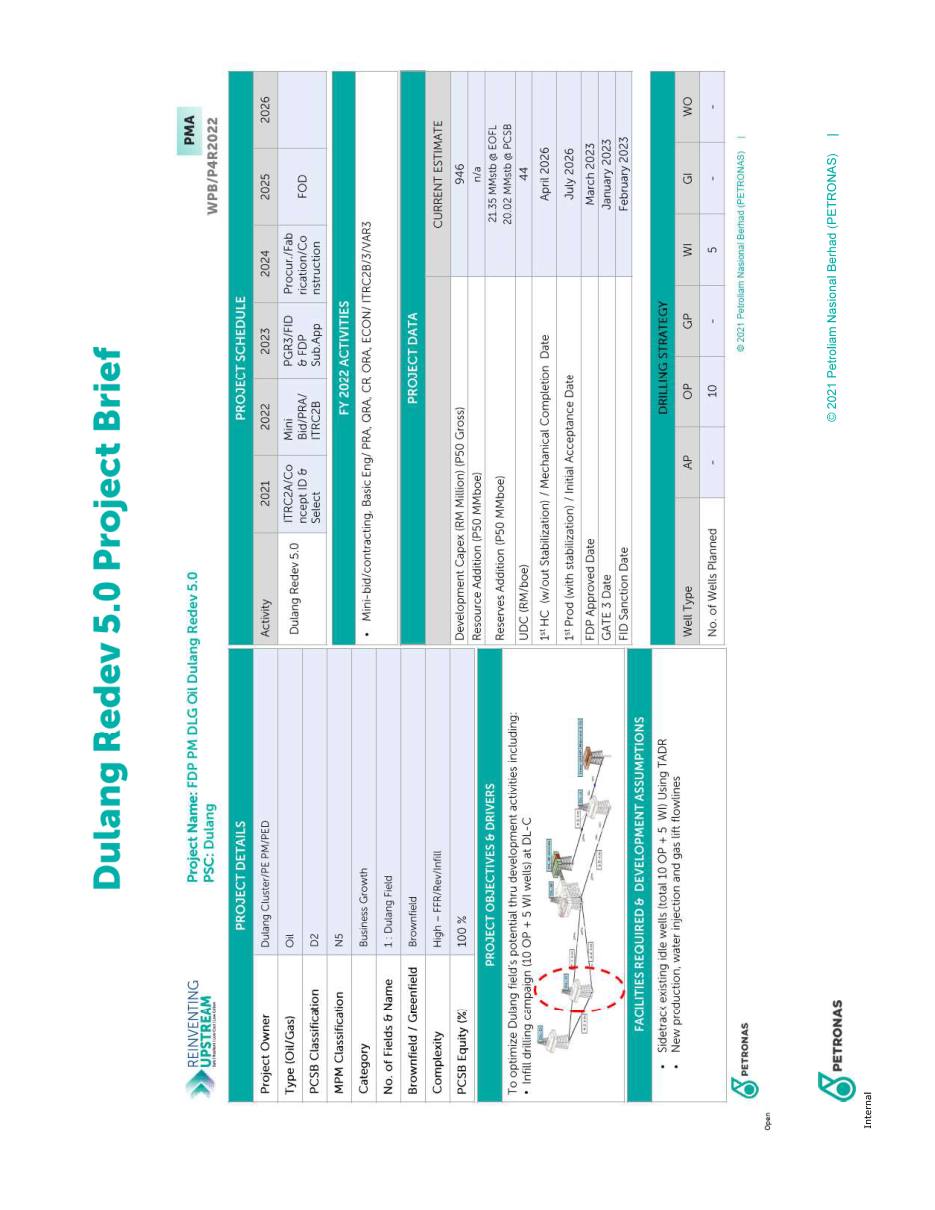 Dulang Redev 5.0 Project Brief
REINVENTING
UPSTREAM
Project Name: FDP PM DLG Oil Dulang Redev 5.0
PSC: Dulang
PMA
WPB/P4R2022
PROJECT DETAILS
Project Owner Dulang Cluster/PE PM/PED
Type (Oil/Gas) Oil
PCSB Classification D2
MPM Classification N5
Category Business Growth
No. of Fields & Name 1 : Dulang Field
Brownfield / Greenfield Brownfield
Complexity High – FFR/Rev/Infill
PCSB Equity (%) 100 %
PROJECT OBJECTIVES & DRIVERS
To optimize Dulang field's potential thru development activities including:
• Infill drilling campaign (10 OP + 5 WI wells) at DL-C
FACILITIES REQUIRED & DEVELOPMENT ASSUMPTIONS
• Sidetrack existing idle wells (total 10 OP + 5 WI) Using TADR
• New production, water injection and gas lift flowlines
PROJECT SCHEDULE
Activity 2021 2022 2023 2024 2025 2026
Dulang Redev 5.0
ITRC2A/Co
ncept ID &
Select
Mini
Bid/PRA/
ITRC2B
PGR3/FID
& FDP
Sub.App
Procur./Fab
rication/Co
nstruction
FOD
FY 2022 ACTIVITIES
• Mini-bid/contracting, Basic Eng/ PRA, QRA, CR, ORA, ECON/ ITRC2B/3/VAR3
PROJECT DATA
CURRENT ESTIMATE
Development Capex (RM Million) (P50 Gross) 946
Resource Addition (P50 MMboe) n/a
Reserves Addition (P50 MMboe)
21.35 MMstb @ EOFL
20.02 MMstb @ PCSB
UDC (RM/boe) 44
1st HC (w/out Stabilization) / Mechanical Completion Date April 2026
1st Prod (with stabilization) / Initial Acceptance Date July 2026
FDP Approved Date March 2023
GATE 3 Date January 2023
FID Sanction Date February 2023
DRILLING STRATEGY
Well Type AP OP GP WI GI WO
No. of Wells Planned - 10 - 5 - -
PETRONAS
© 2021 Petroliam Nasional Berhad (PETRONAS) |
Open
PETRONAS
© 2021 Petroliam Nasional Berhad (PETRONAS) |
Internal